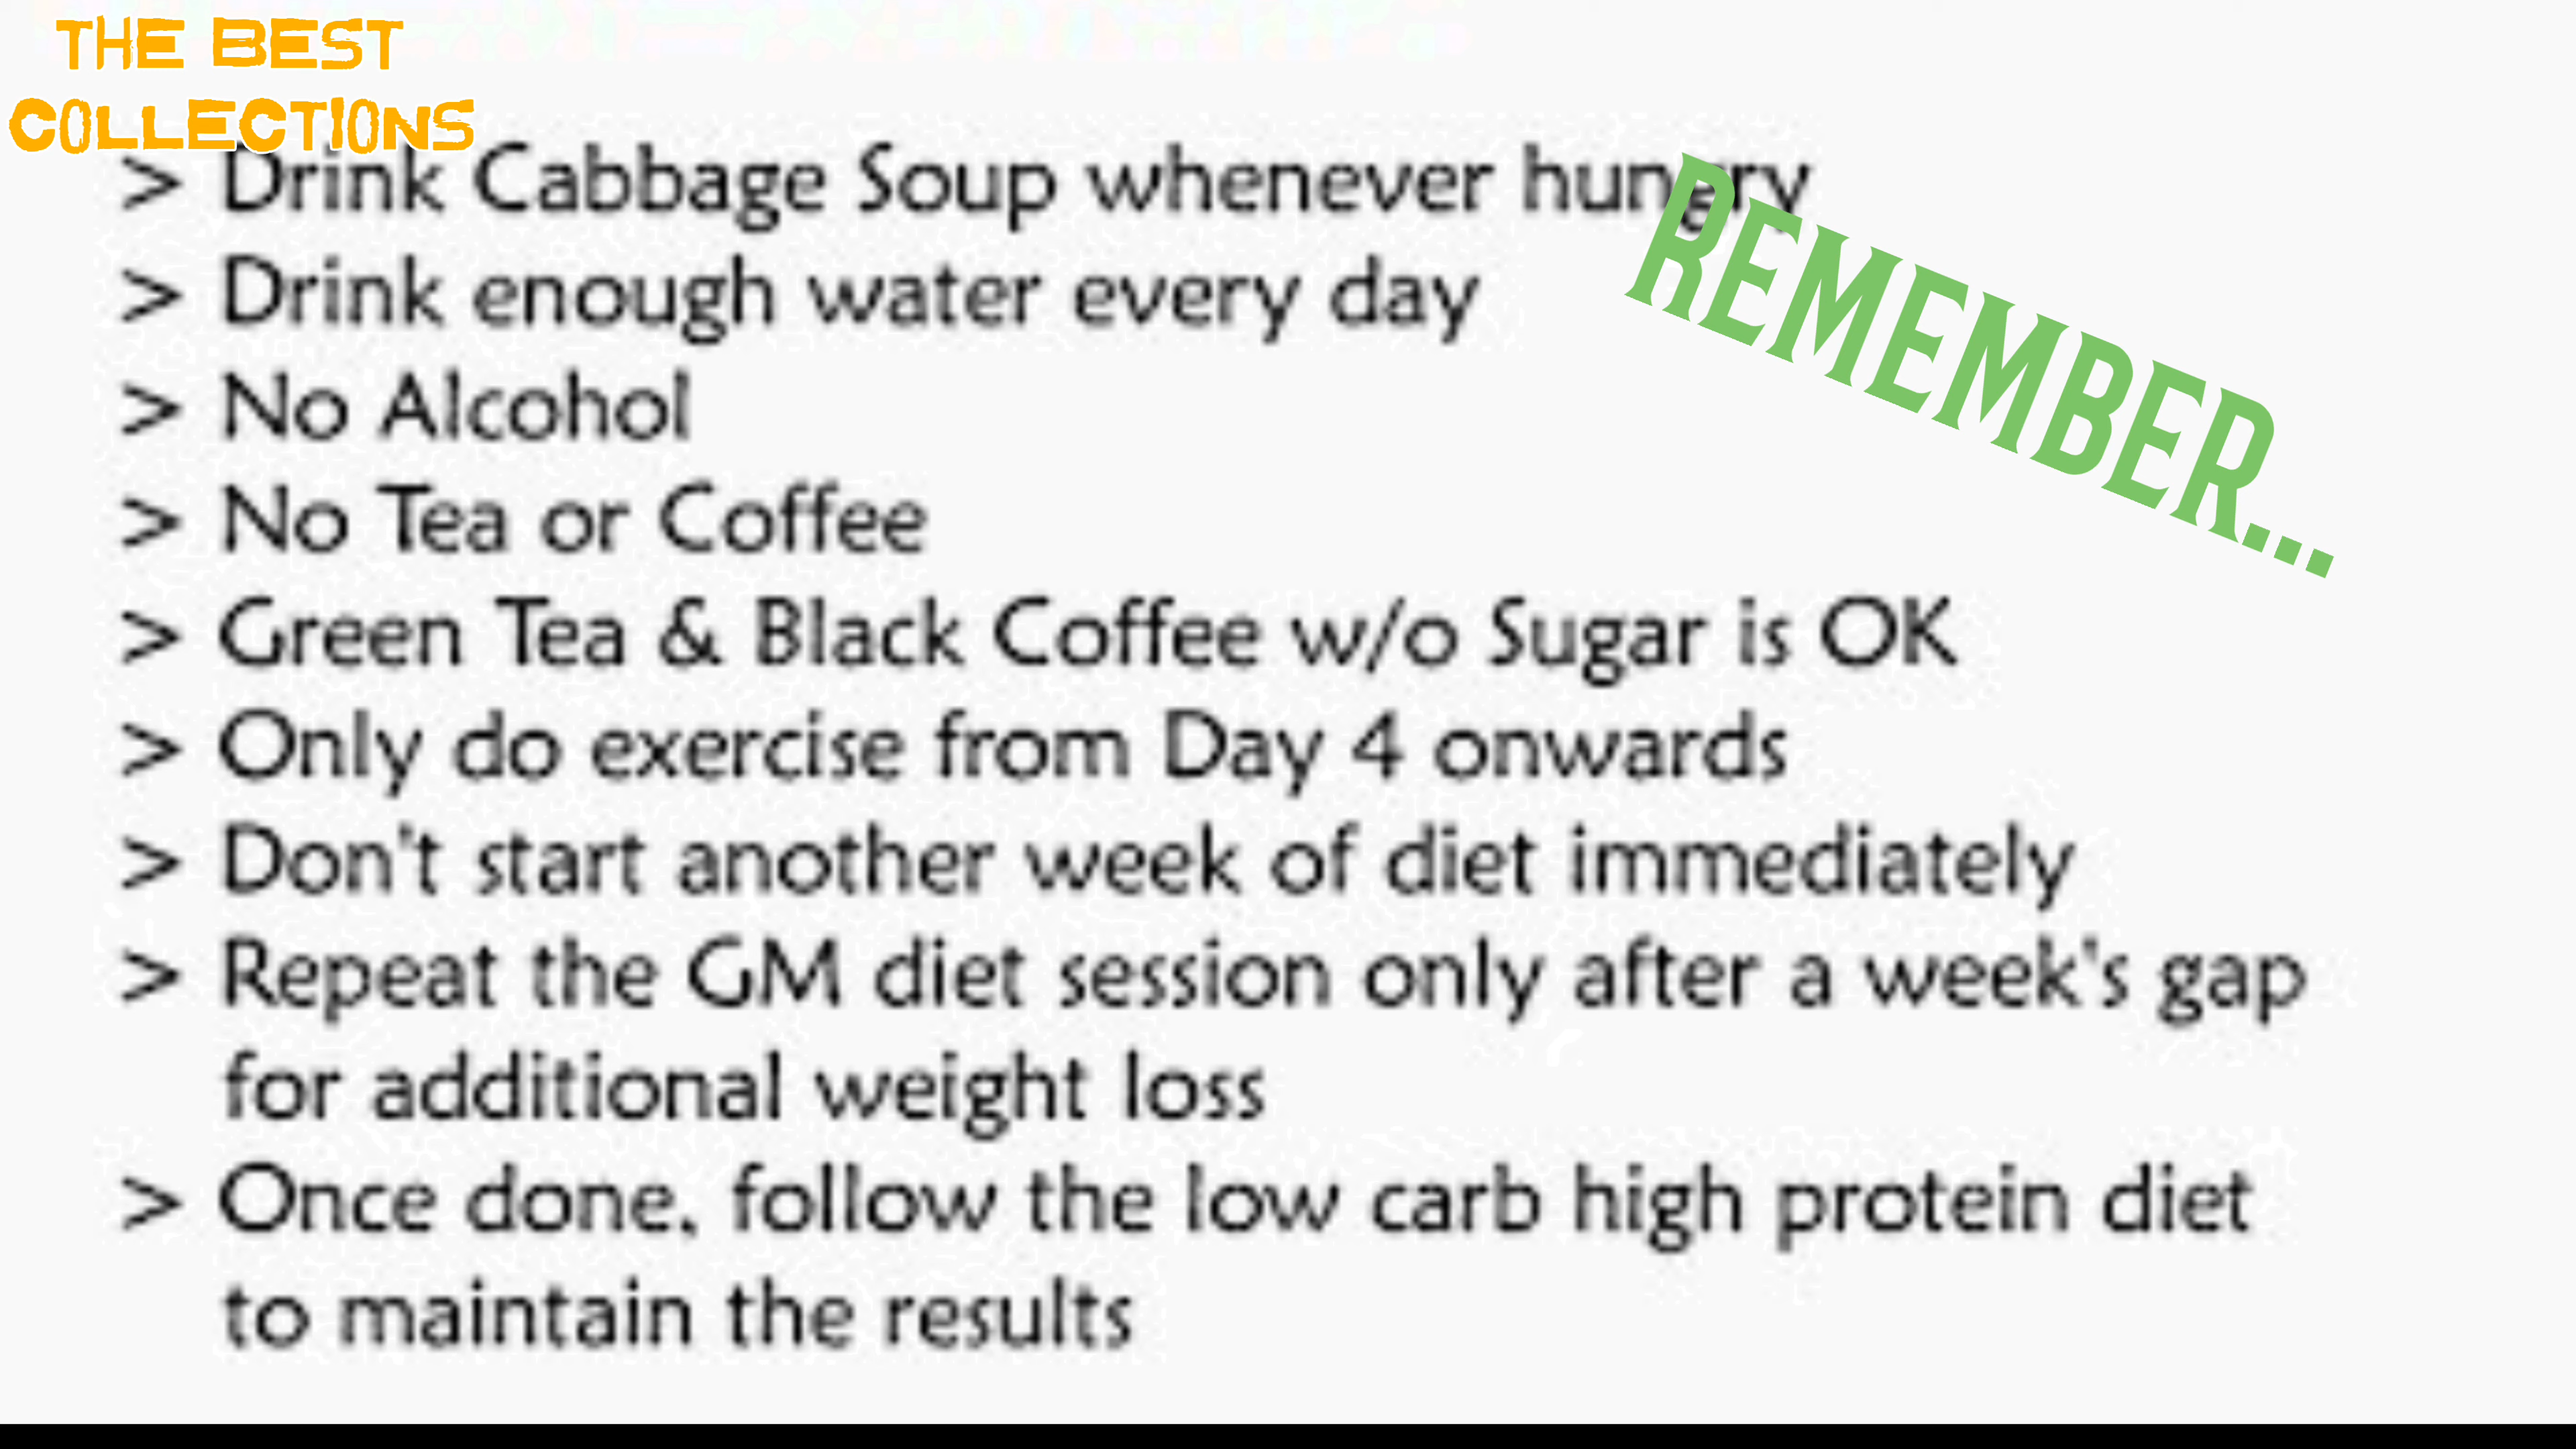 THE BEST
COLLECTIONS
> Drink Cabbage Soup whenever hungry
REMEMBER...
> Drink enough water every day
> No Alcohol
> No Tea or Coffee
> Green Tea & Black Coffee w/o Sugar is OK
> Only do exercise from Day 4 onwards
> Don't start another week of diet immediately
> Repeat the GM diet session only after a week's gap
for additional weight loss
> Once done, follow the low carb high protein diet
to maintain the results